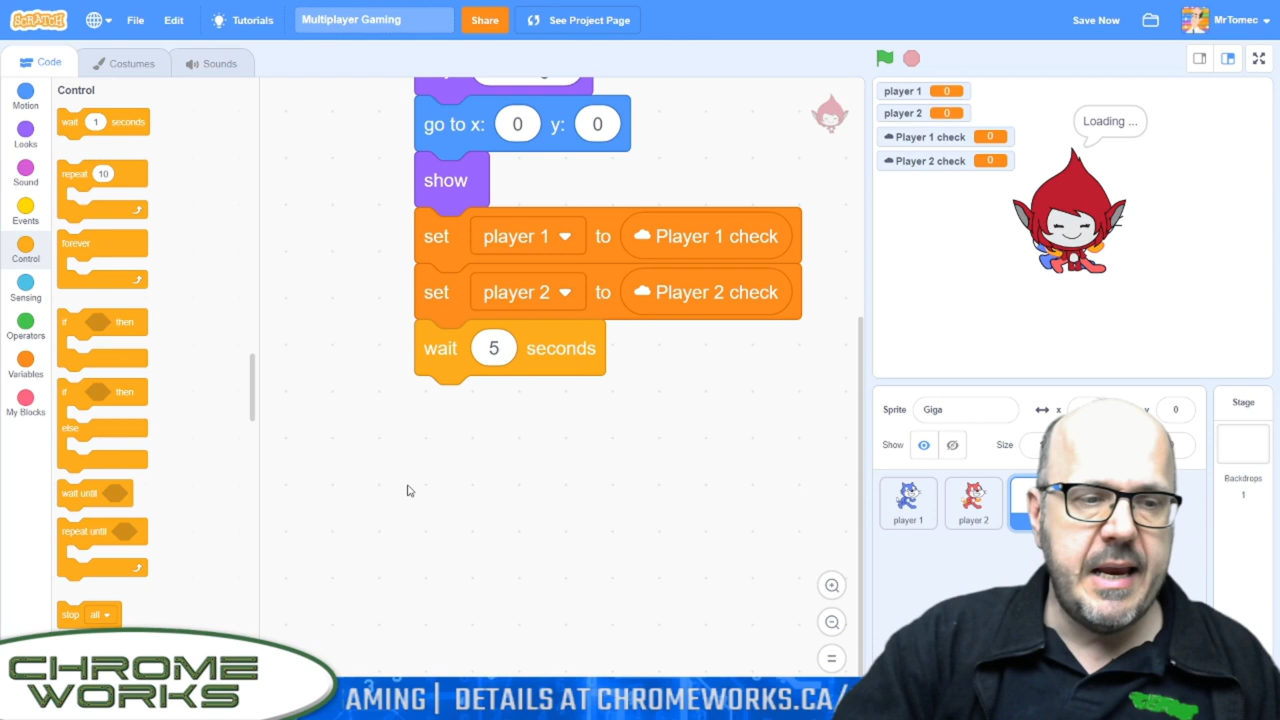 SCRATCH
File
Edit
Tutorials
Multiplayer Gaming
Share
See Project Page
Save Now
MrTomec
Code
Costumes
Sounds
Motion
Looks
Sound
Events
Control
Sensing
Operators
Variables
My Blocks
Control
wait 1 seconds
repeat 10
forever
if then
if then
else
wait until
repeat until
stop all
go to x: 0 y: 0
show
set player 1 to Player 1 check
set player 2 to Player 2 check
wait 5 seconds
player 1 0
player 2 0
Player 1 check 0
Player 2 check 0
Loading ...
Sprite Giga x y 0
Show Size
player 1
player 2
Stage
Backdrops
1
CHROME
WORKS
AMING | DETAILS AT CHROMEWORKS.CA/